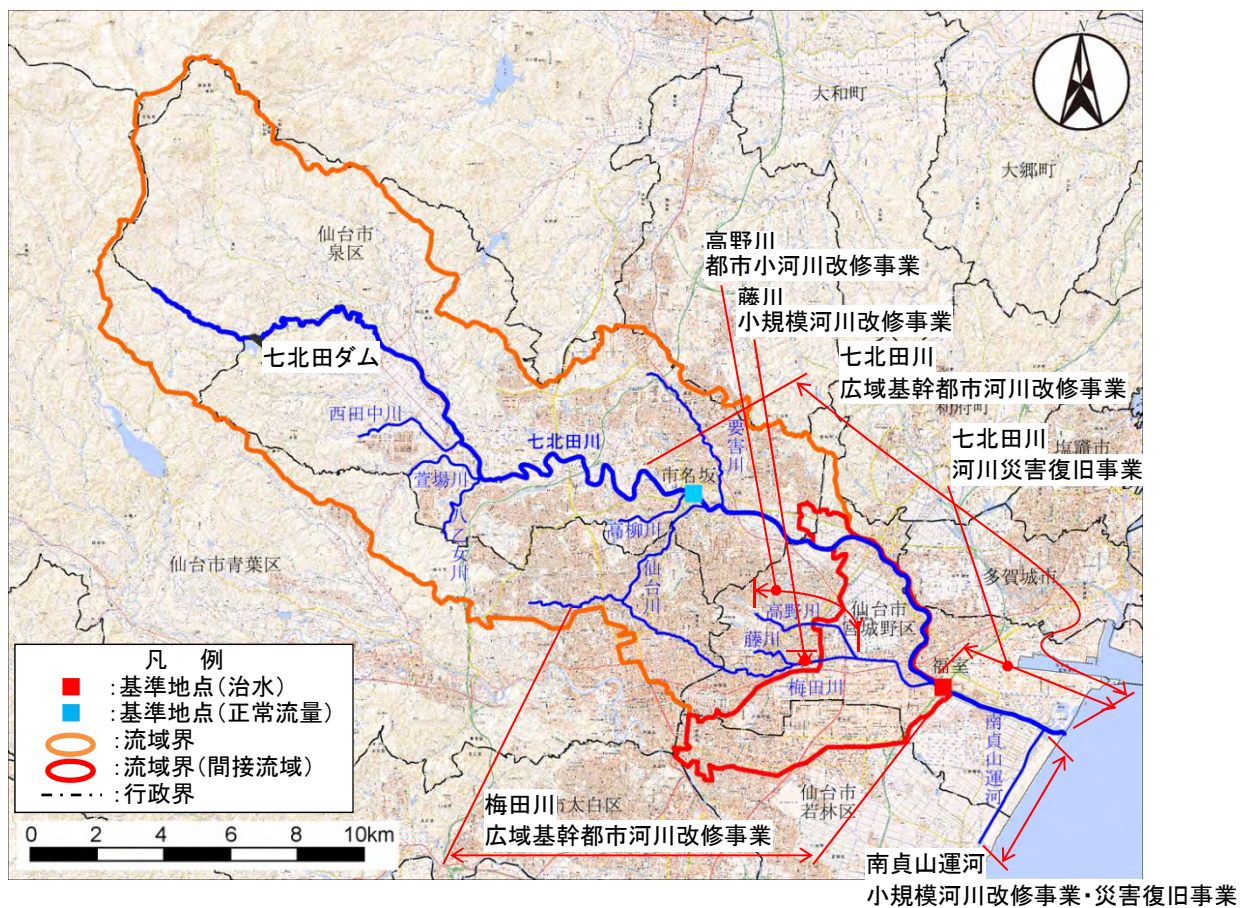 N
大和町
大郷町
高野川
都市小河川改修事業
藤川
小規模河川改修事業
七北田川
広域基幹都市河川改修事業
利府町
塩竈市
七北田川
河川災害復旧事業
仙台市
泉区
七北田ダム
西田中川
七北田川
要害川
市名坂
萱場川
高柳川
八乙女川
仙台川
仙台市青葉区
多賀城市
高野川
仙台市
宮城野区
藤川
梅田川
福室
南貞山運河
凡 例
:基準地点(治水)
:基準地点(正常流量)
:流域界
:流域界(間接流域)
:行政界
0 2 4 6 8 10km
市太白区
仙台市
若林区
梅田川
広域基幹都市河川改修事業
南貞山運河
小規模河川改修事業・災害復旧事業